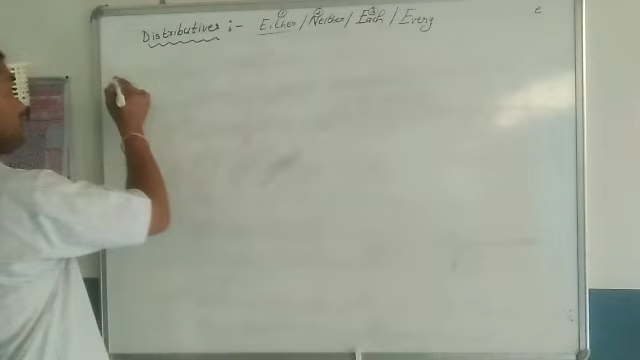 Distributives :- Either / Neither / Each / Every